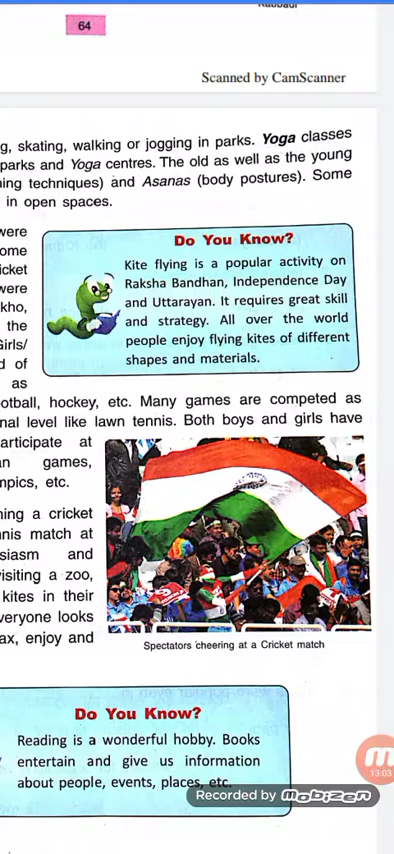 64
Scanned by CamScanner
g, skating, walking or jogging in parks. Yoga classes
parks and Yoga centres. The old as well as the young
ning techniques) and Asanas (body postures). Some
in open spaces.
were
ome
icket
were
kho,
the
Girls/
d of
as
Do You Know?
Kite flying is a popular activity on
Raksha Bandhan, Independence Day
and Uttarayan. It requires great skill
and strategy. All over the world
people enjoy flying kites of different
shapes and materials.
otball, hockey, etc. Many games are competed as
nal level like lawn tennis. Both boys and girls have
articipate at
an games,
mpics, etc.
hing a cricket
nnis match at
siasm and
visiting a zoo,
kites in their
veryone looks
ax, enjoy and
Spectators cheering at a Cricket match
Do You Know?
Reading is a wonderful hobby. Books
entertain and give us information
about people, events, places, etc.
13:03
Recorded by mobizen